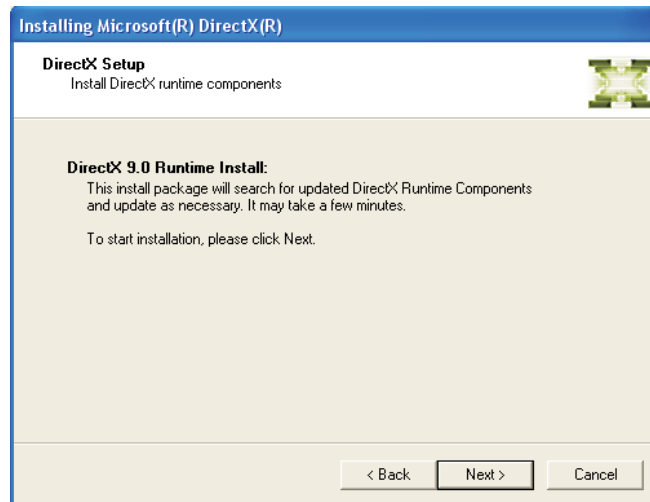 Installing Microsoft(R) DirectX(R)
DirectX Setup
Install DirectX runtime components
DirectX 9.0 Runtime Install:
This install package will search for updated DirectX Runtime Components
and update as necessary. It may take a few minutes.
To start installation, please click Next.
< Back
Next >
Cancel